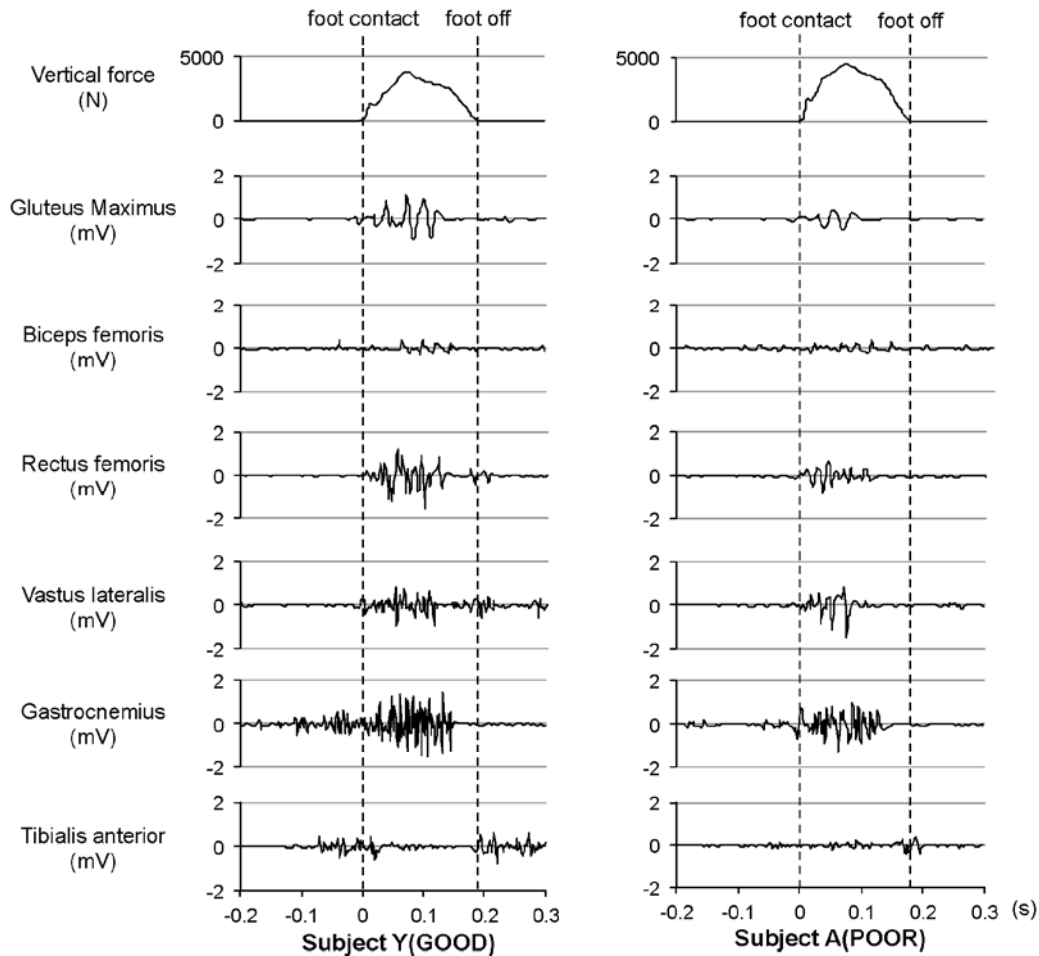 foot contact foot off foot contact foot off
Vertical force
(N)
5000
0
5000
0
Gluteus Maximus
(mV)
2
0
-2
2
0
-2
Biceps femoris
(mV)
2
0
-2
2
0
-2
Rectus femoris
(mV)
2
0
-2
2
0
-2
Vastus lateralis
(mV)
2
0
-2
2
0
-2
Gastrocnemius
(mV)
2
0
-2
2
0
-2
Tibialis anterior
(mV)
2
0
-2
2
0
-2
-0.2 -0.1 0 0.1 0.2 0.3 -0.2 -0.1 0 0.1 0.2 0.3 (s)
Subject Y(GOOD) Subject A(POOR)